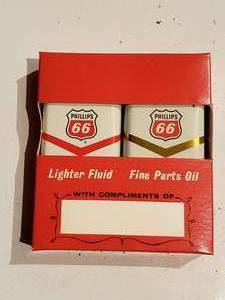 PHILLIPS PHILLIPS
66 66
Lighter Fluid Fine Parts Oil
WITH COMPLIMENTS OF